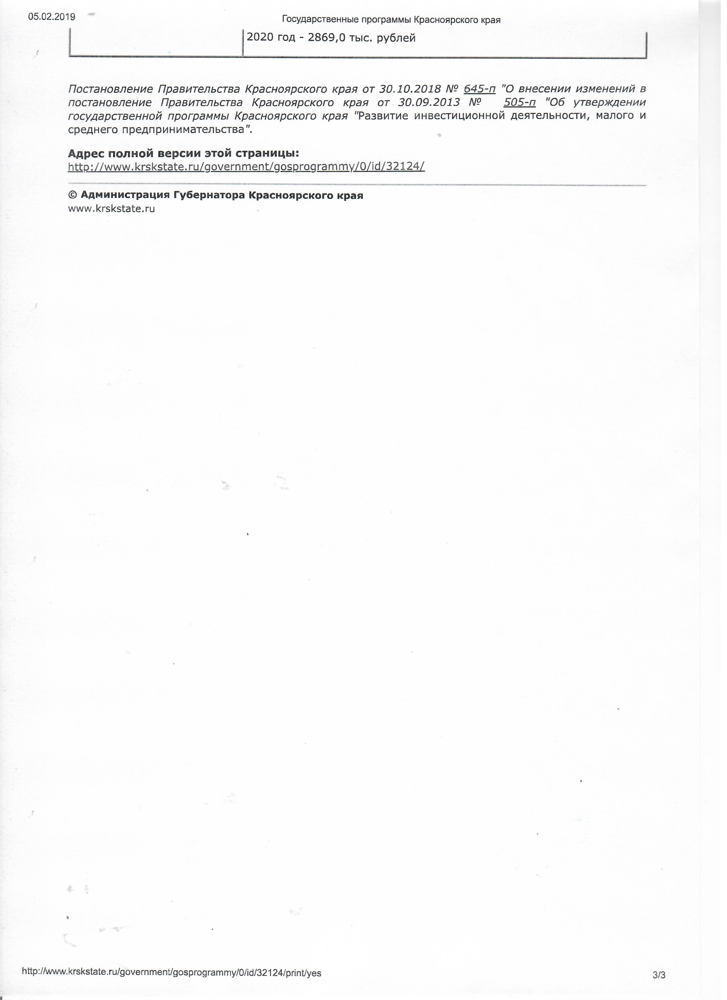 05.02.2019
Государственные программы Красноярского края
2020 год - 2869,0 тыс. рублей
Постановление Правительства Красноярского края от 30.10.2018 № 645-п "О внесении изменений в
постановление Правительства Красноярского края от 30.09.2013 № 505-п "Об утверждении
государственной программы Красноярского края "Развитие инвестиционной деятельности, малого и
среднего предпринимательства".
Адрес полной версии этой страницы:
http://www.krskstate.ru/government/gosprogrammy/0/id/32124/
© Администрация Губернатора Красноярского края
www.krskstate.ru
http://www.krskstate.ru/government/gosprogrammy/0/id/32124/print/yes
3/3